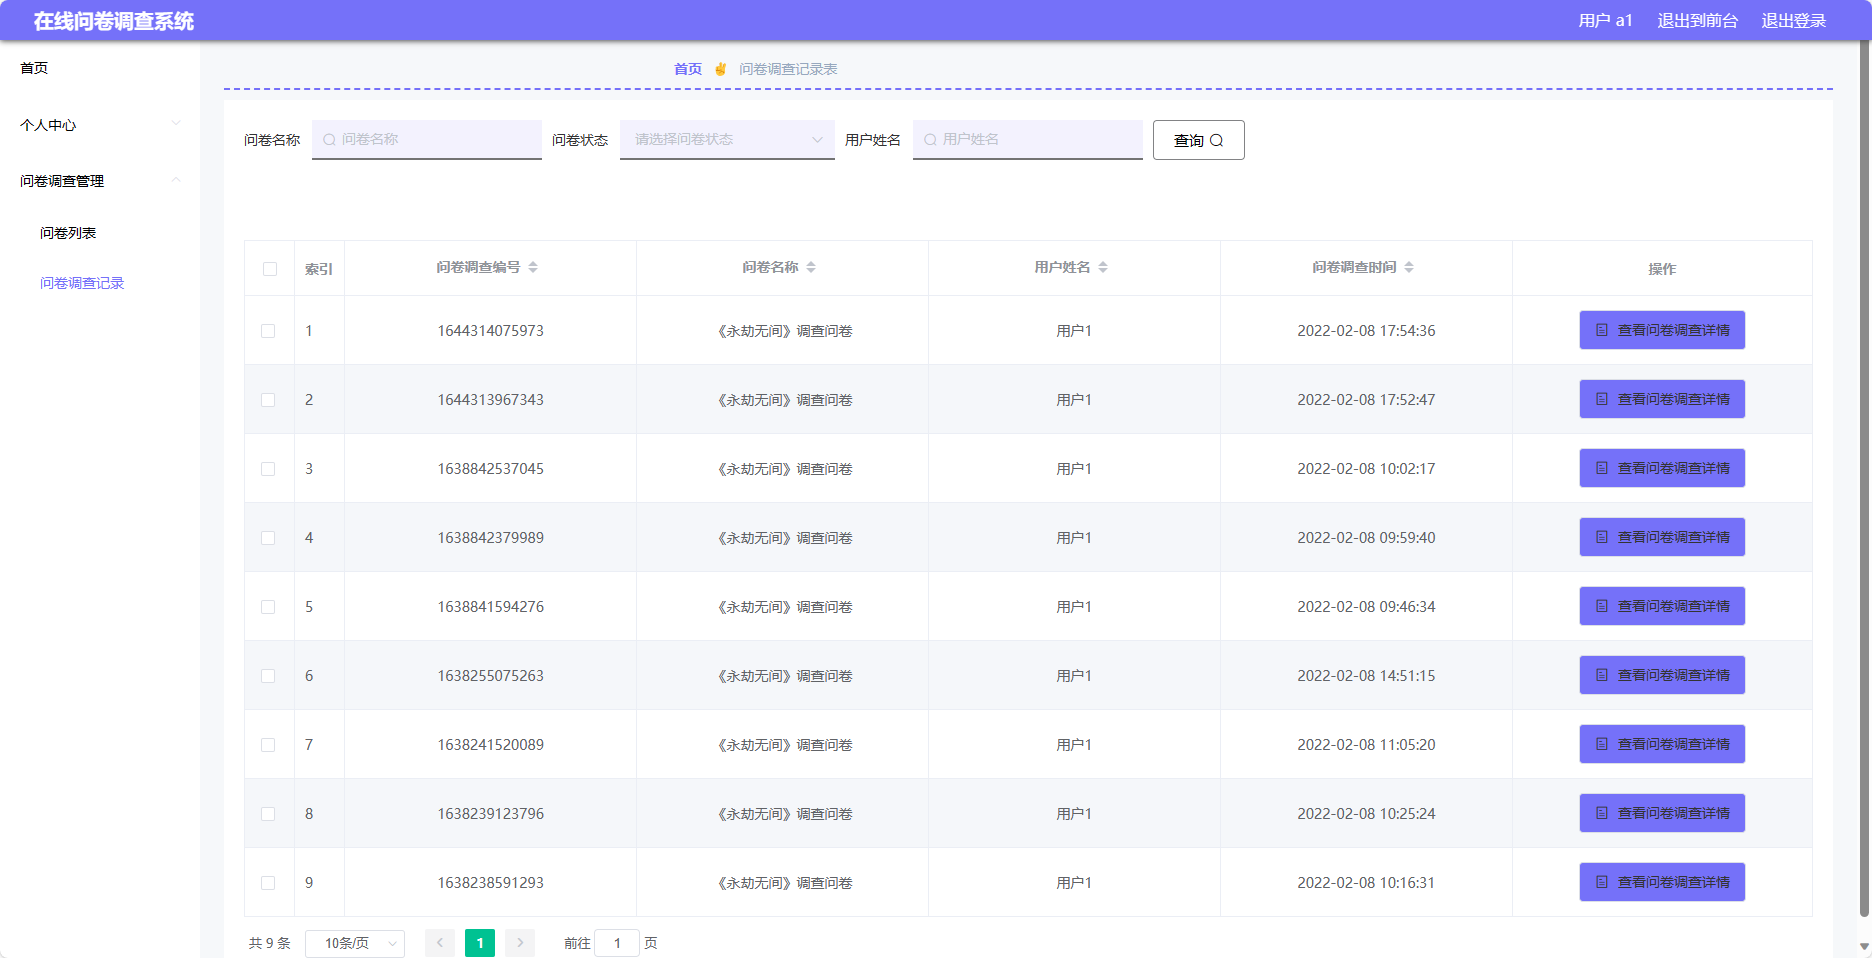 在线问卷调查系统 用户 a1 退出到前台 退出登录
首页
个人中心
问卷调查管理
问卷列表
问卷调查记录
首页 问卷调查记录表
问卷名称 问卷名称 问卷状态 请选择问卷状态 用户姓名 用户姓名 查询
索引 问卷调查编号 问卷名称 用户姓名 问卷调查时间 操作
1 1644314075973 《永劫无间》调查问卷 用户1 2022-02-08 17:54:36 查看问卷调查详情
2 1644313967343 《永劫无间》调查问卷 用户1 2022-02-08 17:52:47 查看问卷调查详情
3 1638842537045 《永劫无间》调查问卷 用户1 2022-02-08 10:02:17 查看问卷调查详情
4 1638842379989 《永劫无间》调查问卷 用户1 2022-02-08 09:59:40 查看问卷调查详情
5 1638841594276 《永劫无间》调查问卷 用户1 2022-02-08 09:46:34 查看问卷调查详情
6 1638255075263 《永劫无间》调查问卷 用户1 2022-02-08 14:51:15 查看问卷调查详情
7 1638241520089 《永劫无间》调查问卷 用户1 2022-02-08 11:05:20 查看问卷调查详情
8 1638239123796 《永劫无间》调查问卷 用户1 2022-02-08 10:25:24 查看问卷调查详情
9 1638238591293 《永劫无间》调查问卷 用户1 2022-02-08 10:16:31 查看问卷调查详情
共 9 条 10条/页 1 前往 1 页